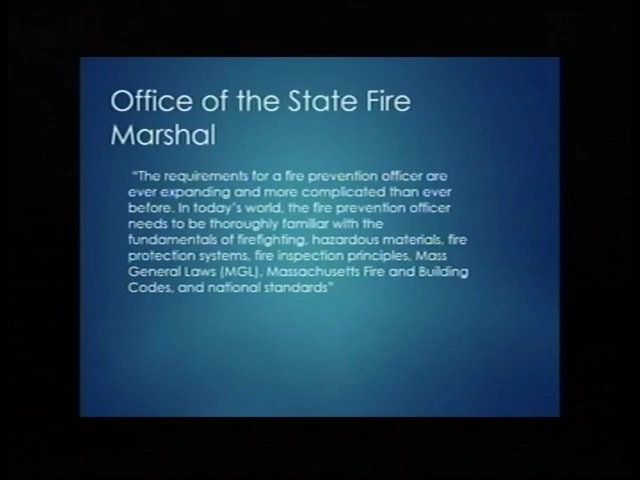 Office of the State Fire
Marshal
“The requirements for a fire prevention officer are
ever expanding and more complicated than ever
before. In today’s world, the fire prevention officer
needs to be thoroughly familiar with the
fundamentals of firefighting, hazardous materials, fire
protection systems, fire inspection principles, Mass
General Laws (MGL), Massachusetts Fire and Building
Codes, and national standards”